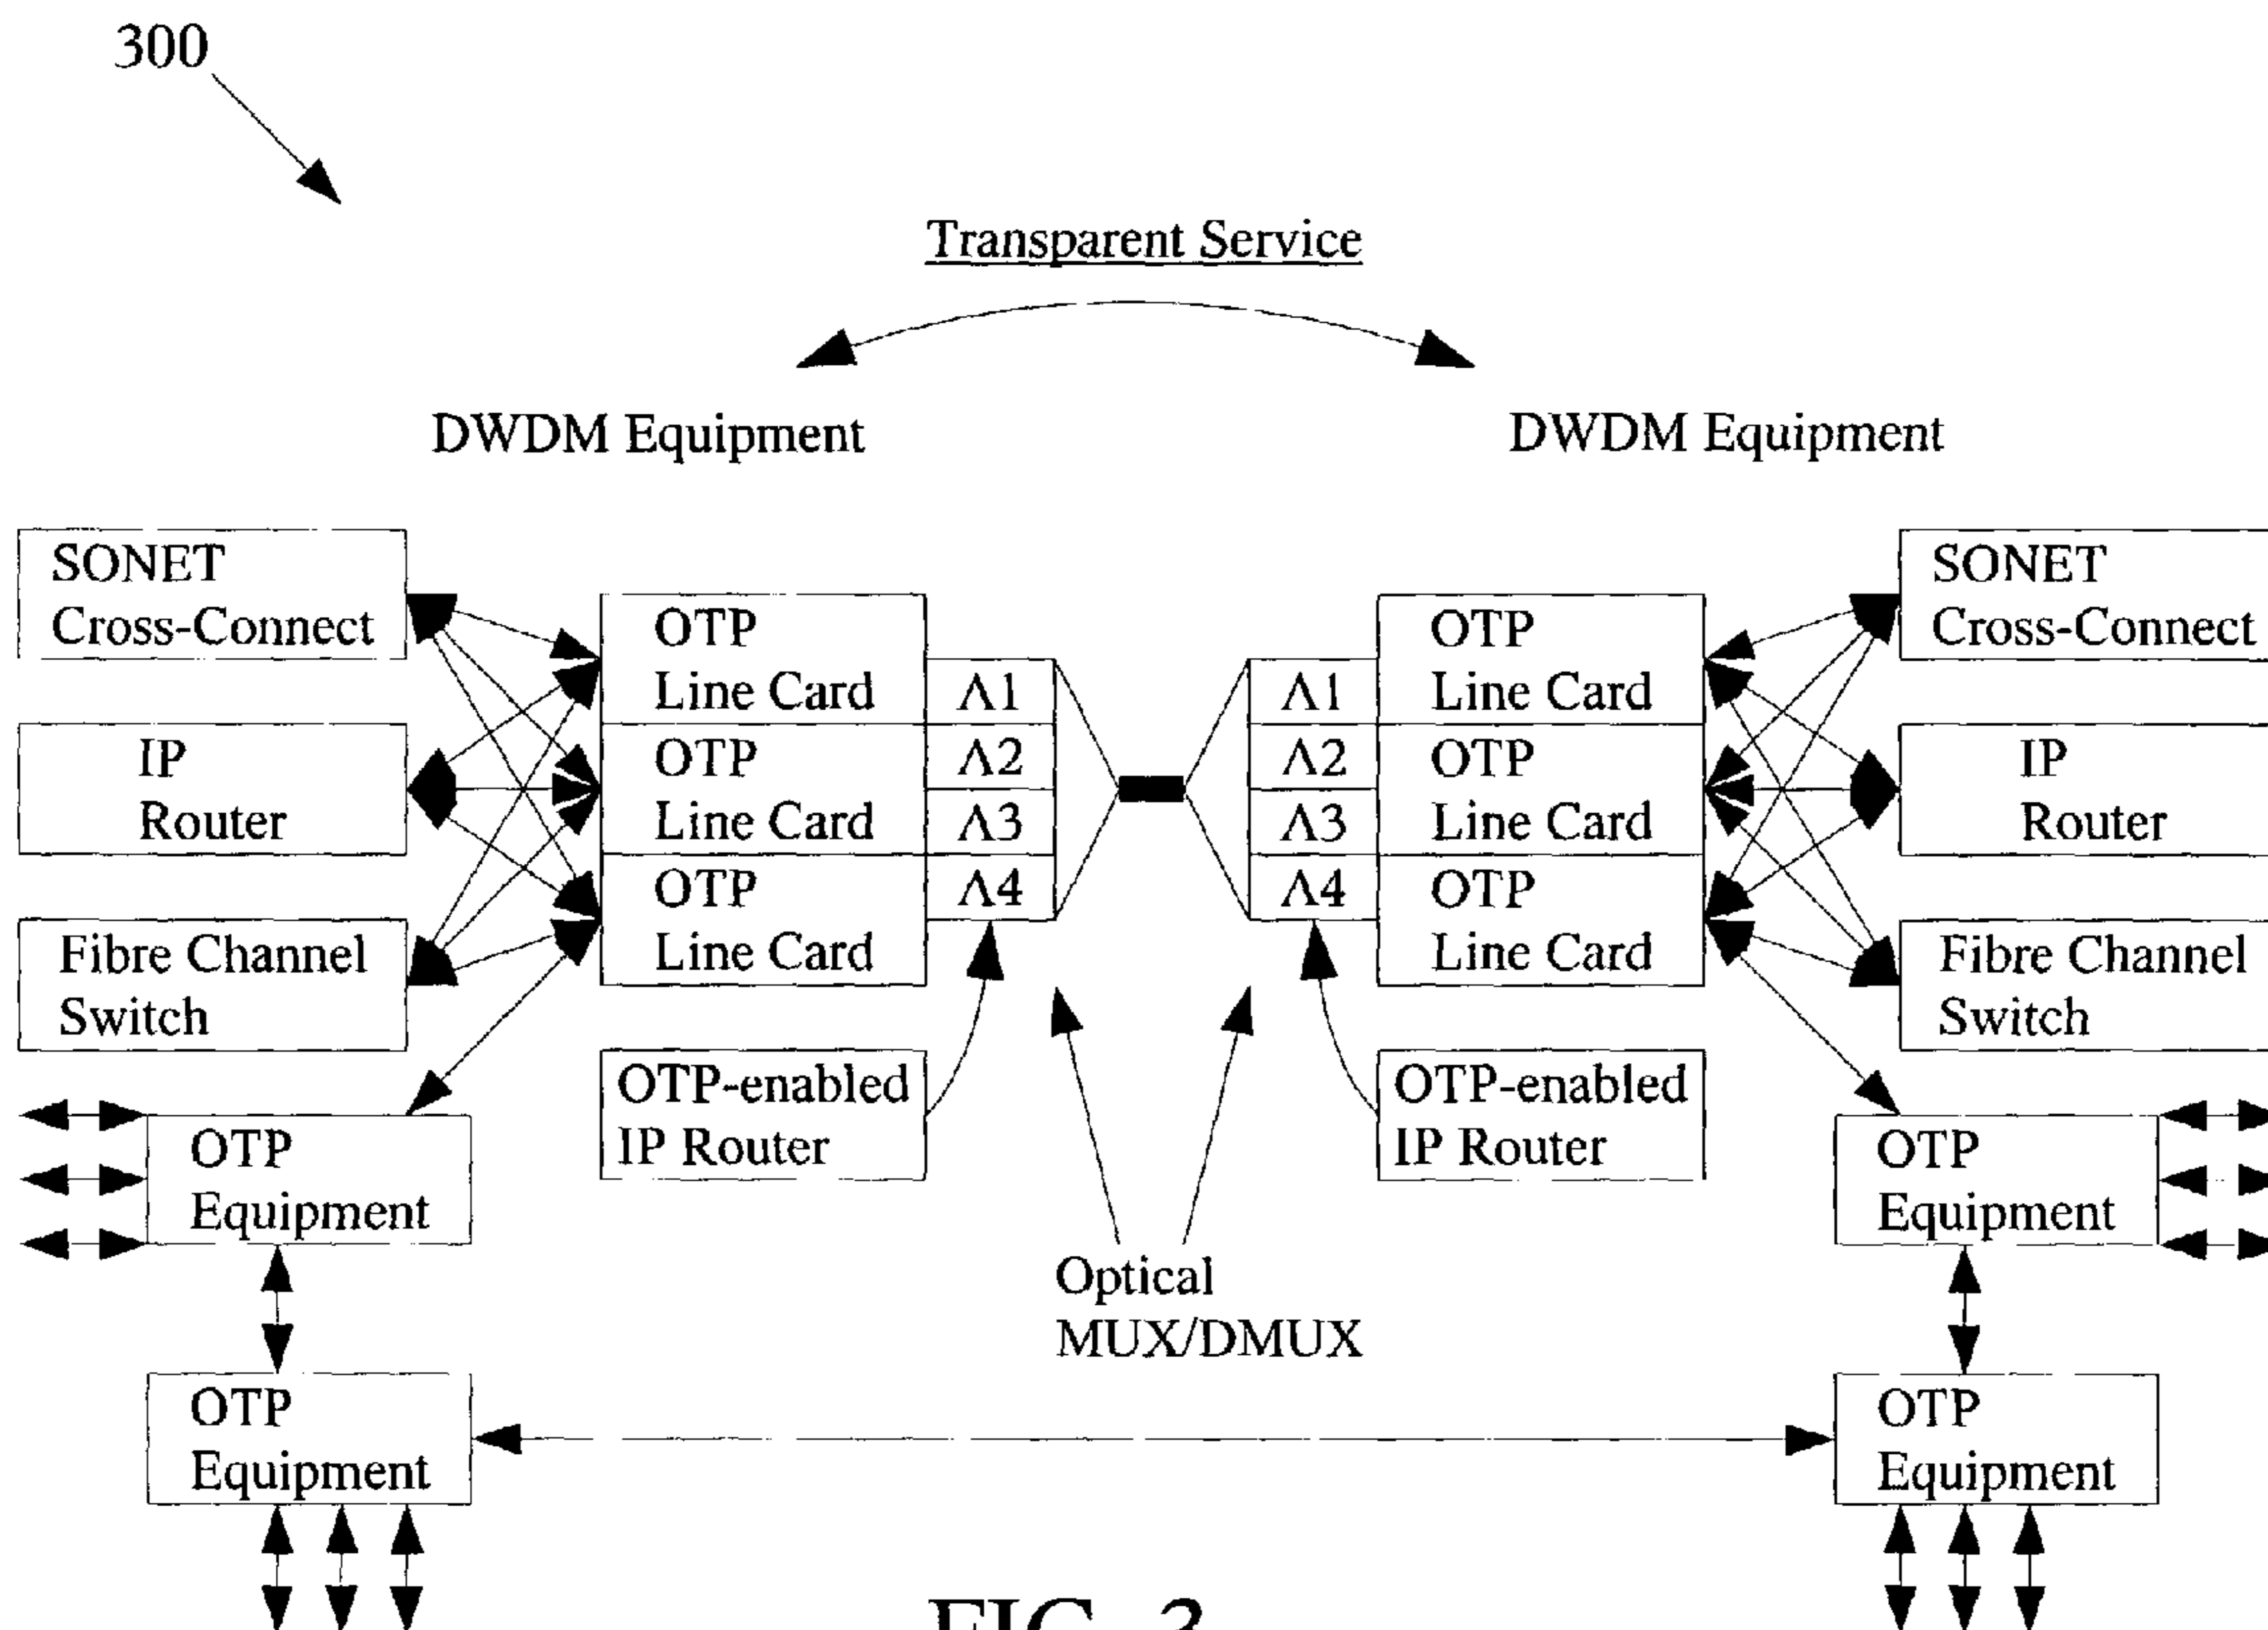 300
Transparent Service
DWDM Equipment
DWDM Equipment
SONET
Cross-Connect
IP
Router
Fibre Channel
Switch
OTP
Line Card
OTP
Line Card
OTP
Line Card
Λ1
Λ2
Λ3
Λ4
Λ1
Λ2
Λ3
Λ4
OTP
Line Card
OTP
Line Card
OTP
Line Card
SONET
Cross-Connect
IP
Router
Fibre Channel
Switch
OTP-enabled
IP Router
OTP-enabled
IP Router
OTP
Equipment
Optical
MUX/DMUX
OTP
Equipment
OTP
Equipment
OTP
Equipment
FIG. 3